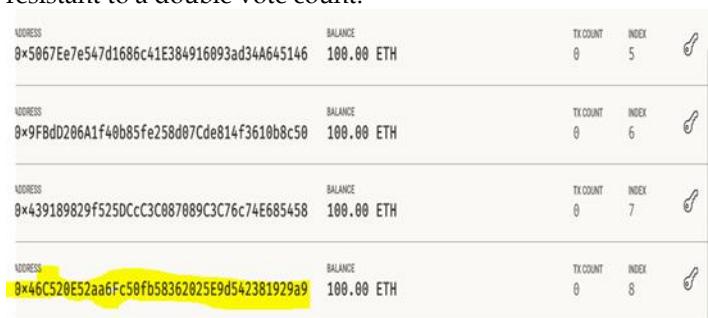 resistant to a double vote count.
ADDRESS BALANCE TX COUNT INDEX
0×5067Ee7e547d1686c41E384916093ad34A645146 100.00 ETH 0 5
ADDRESS BALANCE TX COUNT INDEX
0×9FBdD206A1f40b85fe258d07Cde814f3610b8c50 100.00 ETH 0 6
ADDRESS BALANCE TX COUNT INDEX
0×439189829f525DCcC3C087089C3C76c74E685458 100.00 ETH 0 7
ADDRESS BALANCE TX COUNT INDEX
0×46C520E52aa6Fc50fb58362025E9d542381929a9 100.00 ETH 0 8